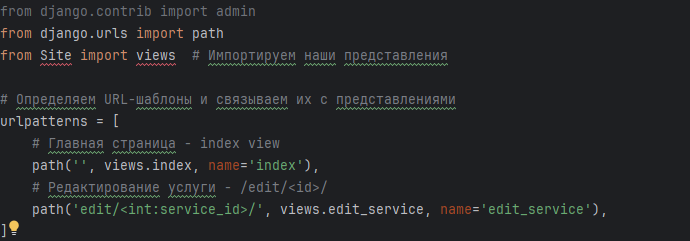 from django.contrib import admin
from django.urls import path
from Site import views  # Импортируем наши представления

# Определяем URL-шаблоны и связываем их с представлениями
urlpatterns = [
    # Главная страница - index view
    path('', views.index, name='index'),
    # Редактирование услуги - /edit/<id>/
    path('edit/<int:service_id>/', views.edit_service, name='edit_service'),
]